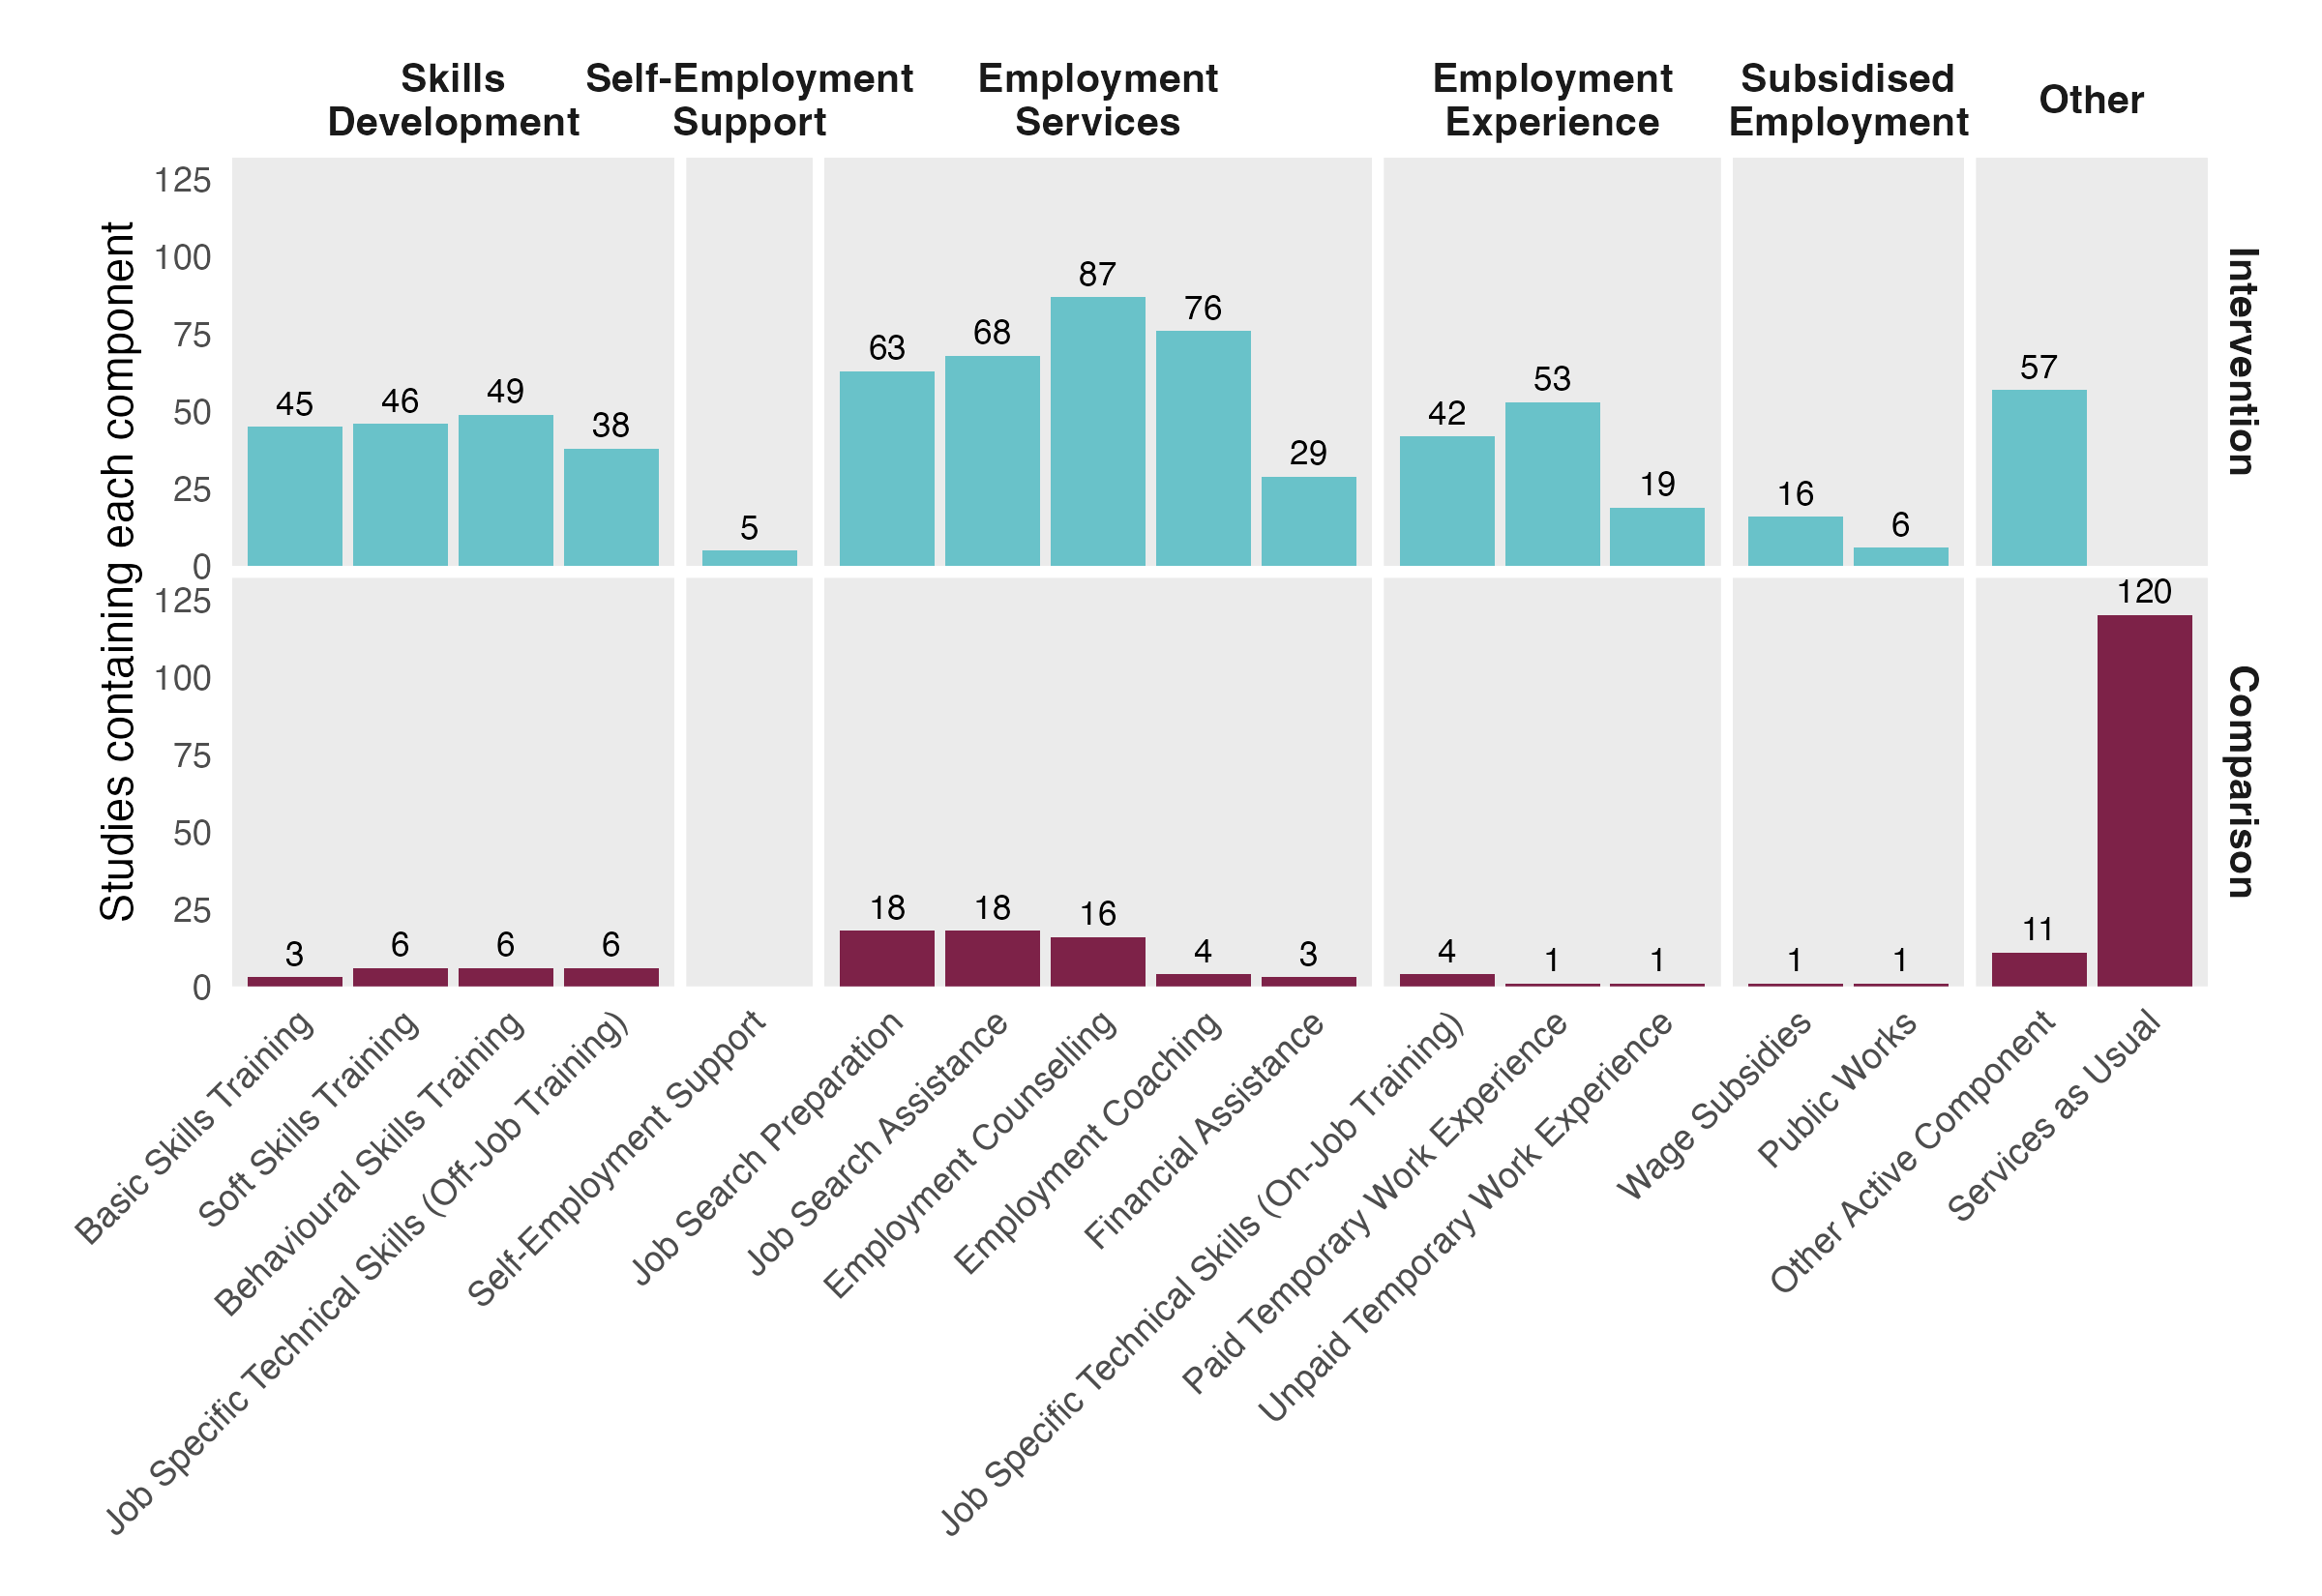 Skills
Development
Self-Employment
Support
Employment
Services
Employment
Experience
Subsidised
Employment
Other
Studies containing each component
125
100
75
50
25
0
45
46
49
38
5
63
68
87
76
29
42
53
19
16
6
57
Intervention
125
100
75
50
25
0
3
6
6
6
18
18
16
4
3
4
1
1
1
1
11
120
Comparison
Basic Skills Training
Soft Skills Training
Behavioural Skills Training
Job Specific Technical Skills (Off-Job Training)
Self-Employment Support
Job Search Preparation
Job Search Assistance
Employment Counselling
Employment Coaching
Financial Assistance
Job Specific Technical Skills (On-Job Training)
Paid Temporary Work Experience
Unpaid Temporary Work Experience
Wage Subsidies
Public Works
Other Active Component
Services as Usual